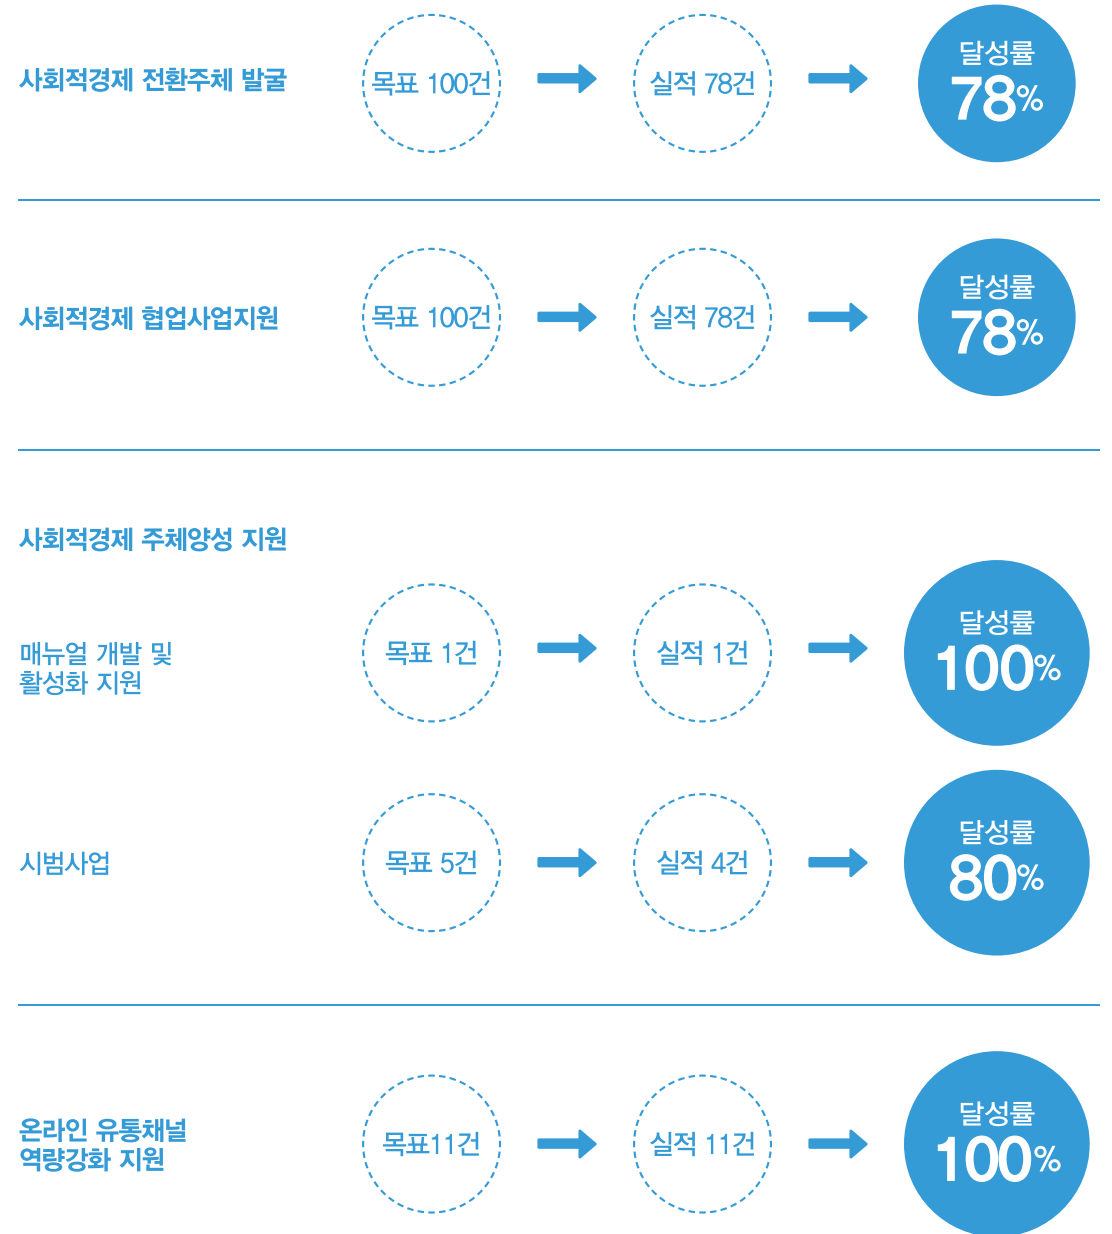 사회적경제 전환주체 발굴
목표 100건
실적 78건
달성률
78%
사회적경제 협업사업지원
목표 100건
실적 78건
달성률
78%
사회적경제 주체양성 지원
매뉴얼 개발 및
활성화 지원
목표 1건
실적 1건
달성률
100%
시범사업
목표 5건
실적 4건
달성률
80%
온라인 유통채널
역량강화 지원
목표11건
실적 11건
달성률
100%